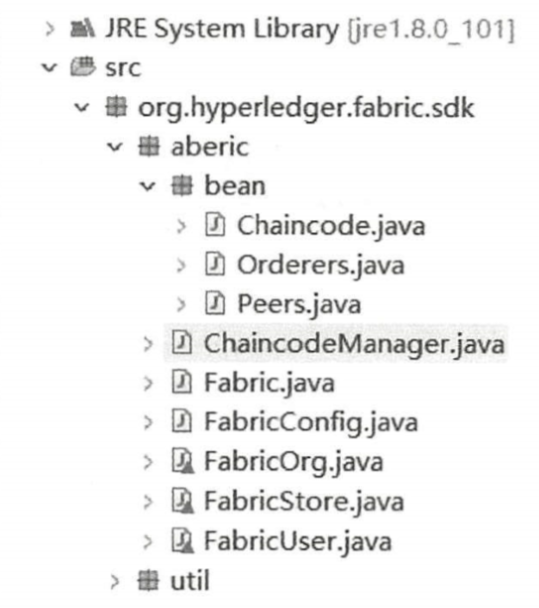 JRE System Library [jre1.8.0_101]
src
org.hyperledger.fabric.sdk
aberic
bean
Chaincode.java
Orderers.java
Peers.java
ChaincodeManager.java
Fabric.java
FabricConfig.java
FabricOrg.java
FabricStore.java
FabricUser.java
util